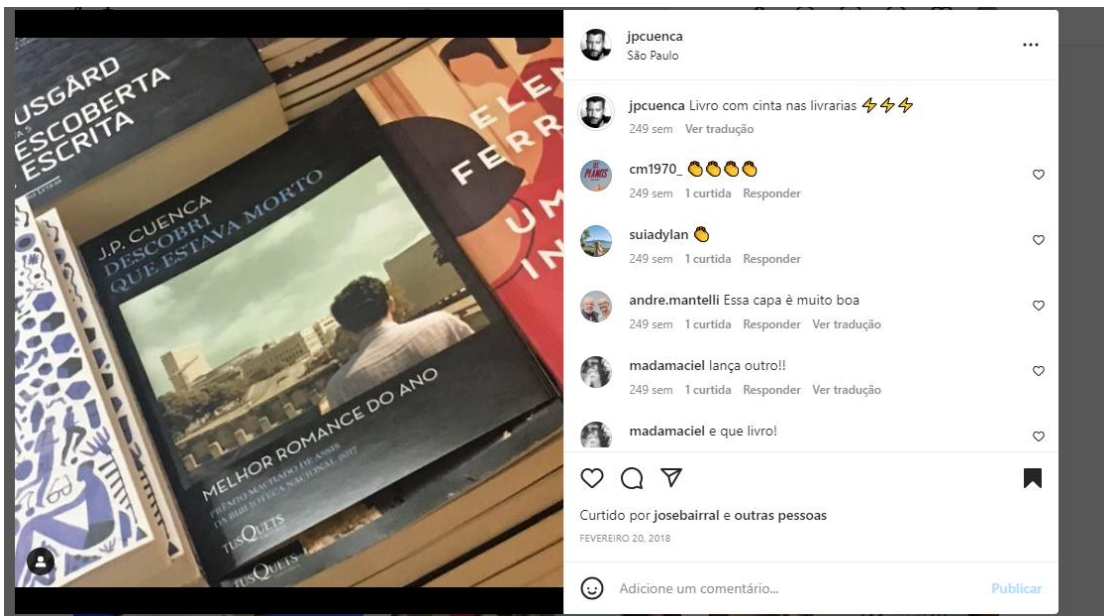 USGÅRD
ESCOBERTA
ESCRITA
J.P. CUENCA
DESCOBRI
QUE ESTAVA MORTO
MELHOR ROMANCE DO ANO
PRÊMIO MACHADO DE ASSIS
DA BIBLIOTECA NACIONAL 2017
TUSQUETS
TUSQUETS
ELEN
FERR
UM
IN
jpcuenca
São Paulo
jpcuenca Livro com cinta nas livrarias ⚡⚡⚡
249 sem Ver tradução
cm1970_ 👏👏👏👏
249 sem 1 curtida Responder
suiadylan 👏
249 sem 1 curtida Responder
andre.mantelli Essa capa è muito boa
249 sem 1 curtida Responder Ver tradução
madamaciel lança outro!!
249 sem 1 curtida Responder Ver tradução
madamaciel e que livro!
Curtido por josebairral e outras pessoas
FEVEREIRO 20, 2018
Adicione um comentário...
Publicar